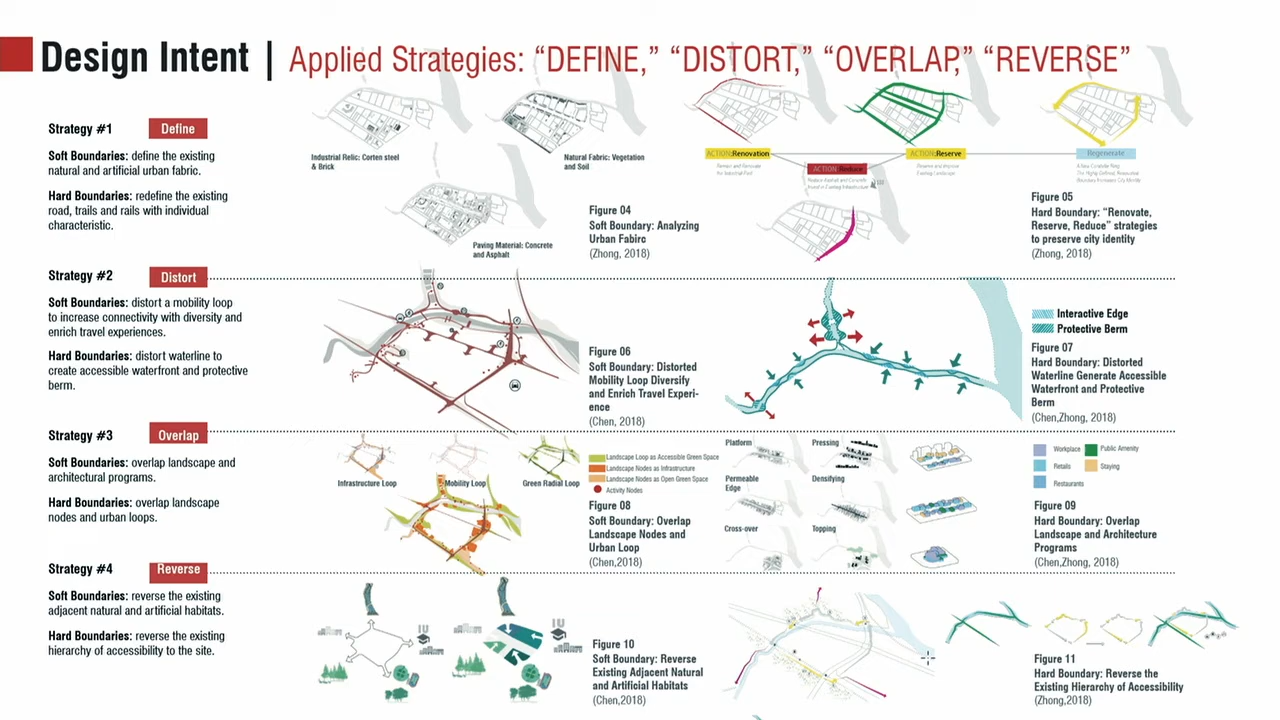 Design Intent | Applied Strategies: “DEFINE,” “DISTORT,” “OVERLAP,” “REVERSE”
Strategy #1 Define
Soft Boundaries: define the existing
natural and artificial urban fabric.
Hard Boundaries: redefine the existing
road, trails and rails with individual
characteristic.
Industrial Relic: Corten steel
& Brick
Natural Fabric: Vegetation
and Soil
Paving Material: Concrete
and Asphalt
Figure 04
Soft Boundary: Analyzing
Urban Fabirc
(Zhong, 2018)
ACTION:Renovation
ACTION:Reduce
ACTION:Reserve
Regenerate
Figure 05
Hard Boundary: “Renovate,
Reserve, Reduce” strategies
to preserve city identity
(Zhong, 2018)
Strategy #2 Distort
Soft Boundaries: distort a mobility loop
to increase connectivity with diversity and
enrich travel experiences.
Hard Boundaries: distort waterline to
create accessible waterfront and protective
berm.
Figure 06
Soft Boundary: Distorted
Mobility Loop Diversify
and Enrich Travel Experi-
ence
(Chen, 2018)
Interactive Edge
Protective Berm
Figure 07
Hard Boundary: Distorted
Waterline Generate Accessible
Waterfront and Protective
Berm
(Chen,Zhong, 2018)
Strategy #3 Overlap
Soft Boundaries: overlap landscape and
architectural programs.
Hard Boundaries: overlap landscape
nodes and urban loops.
Infrastructure Loop
Mobility Loop
Green Radial Loop
Landscape Loop as Accessible Green Space
Landscape Nodes as Infrastructure
Landscape Nodes as Open Green Space
Activity Nodes
Figure 08
Soft Boundary: Overlap
Landscape Nodes and
Urban Loop
(Chen,2018)
Platform
Pressing
Permeable
Edge
Densifying
Cross-over
Topping
Workplace
Public Amenity
Retails
Staying
Restaurants
Figure 09
Hard Boundary: Overlap
Landscape and Architecture
Programs
(Chen,Zhong, 2018)
Strategy #4 Reverse
Soft Boundaries: reverse the existing
adjacent natural and artificial habitats.
Hard Boundaries: reverse the existing
hierarchy of accessibility to the site.
IU
IU
Figure 10
Soft Boundary: Reverse
Existing Adjacent Natural
and Artificial Habitats
(Chen,2018)
Figure 11
Hard Boundary: Reverse the
Existing Hierarchy of Accessibility
(Zhong,2018)